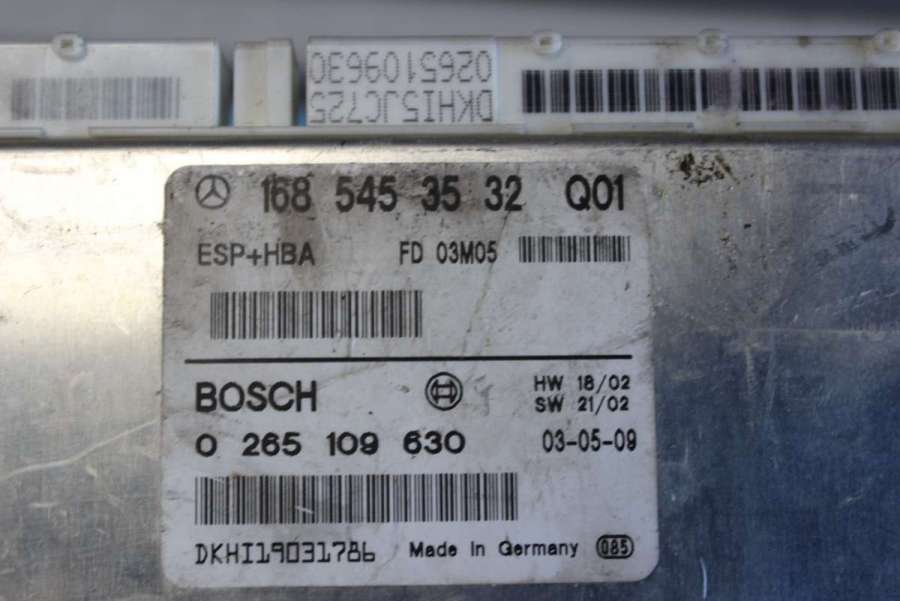 0265109630
DKHI5JC725
168 545 35 32 Q01
ESP+HBA FD 03M05
BOSCH HW 18/02
SW 21/02
0 265 109 630 03-05-09
DKHI19031786 Made in Germany 085